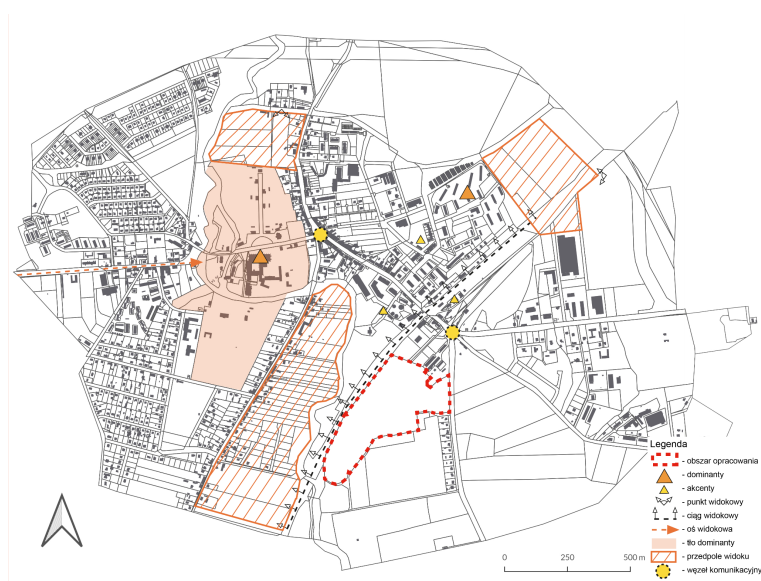 Legenda
- obszar opracowania
- dominanty
- akcenty
- punkt widokowy
- ciąg widokowy
- oś widokowa
- tło dominanty
- przedpole widoku
- węzeł komunikacyjny
0 250 500 m